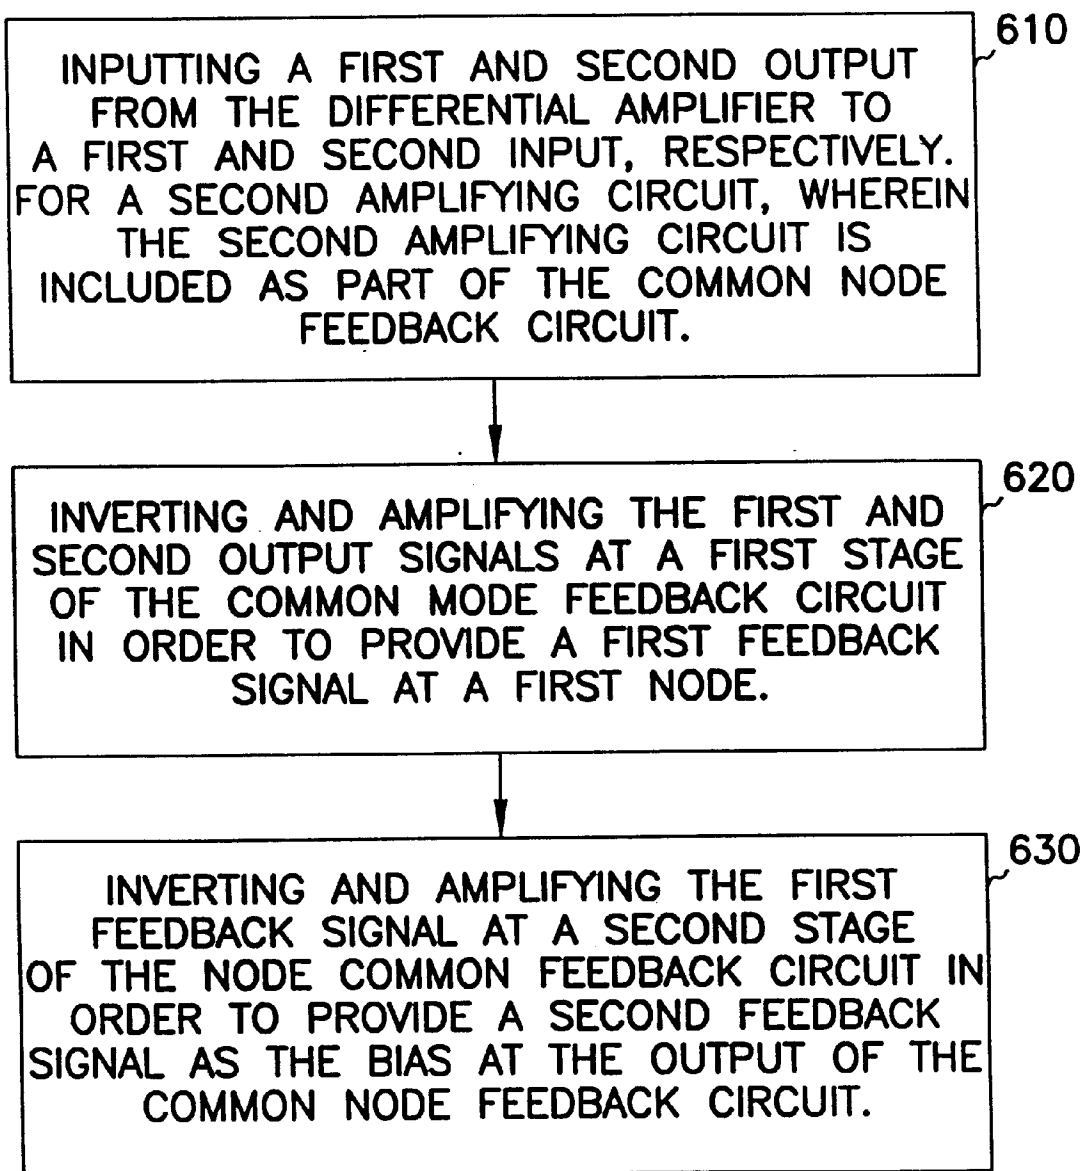 610
INPUTTING A FIRST AND SECOND OUTPUT
FROM THE DIFFERENTIAL AMPLIFIER TO
A FIRST AND SECOND INPUT, RESPECTIVELY.
FOR A SECOND AMPLIFYING CIRCUIT, WHEREIN
THE SECOND AMPLIFYING CIRCUIT IS
INCLUDED AS PART OF THE COMMON NODE
FEEDBACK CIRCUIT.
620
INVERTING AND AMPLIFYING THE FIRST AND
SECOND OUTPUT SIGNALS AT A FIRST STAGE
OF THE COMMON MODE FEEDBACK CIRCUIT
IN ORDER TO PROVIDE A FIRST FEEDBACK
SIGNAL AT A FIRST NODE.
630
INVERTING AND AMPLIFYING THE FIRST
FEEDBACK SIGNAL AT A SECOND STAGE
OF THE NODE COMMON FEEDBACK CIRCUIT IN
ORDER TO PROVIDE A SECOND FEEDBACK
SIGNAL AS THE BIAS AT THE OUTPUT OF THE
COMMON NODE FEEDBACK CIRCUIT.